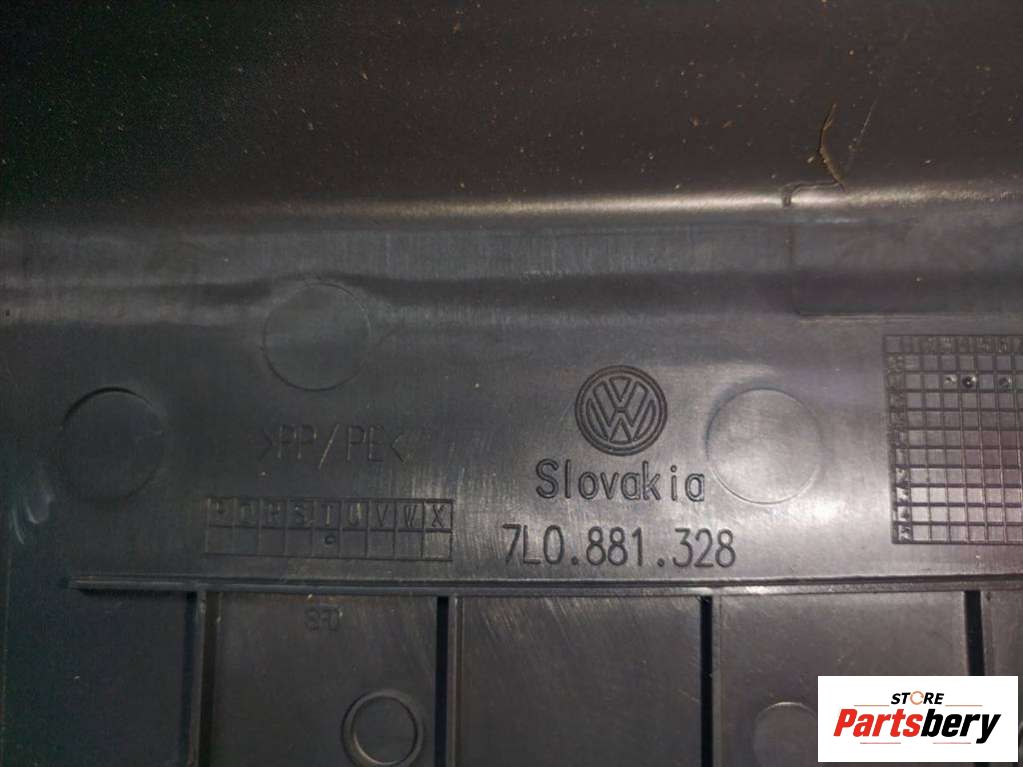 >PP/PE<
Slovakia
P Q R S T U V W X
7L0.881.328
STORE
Partsbery